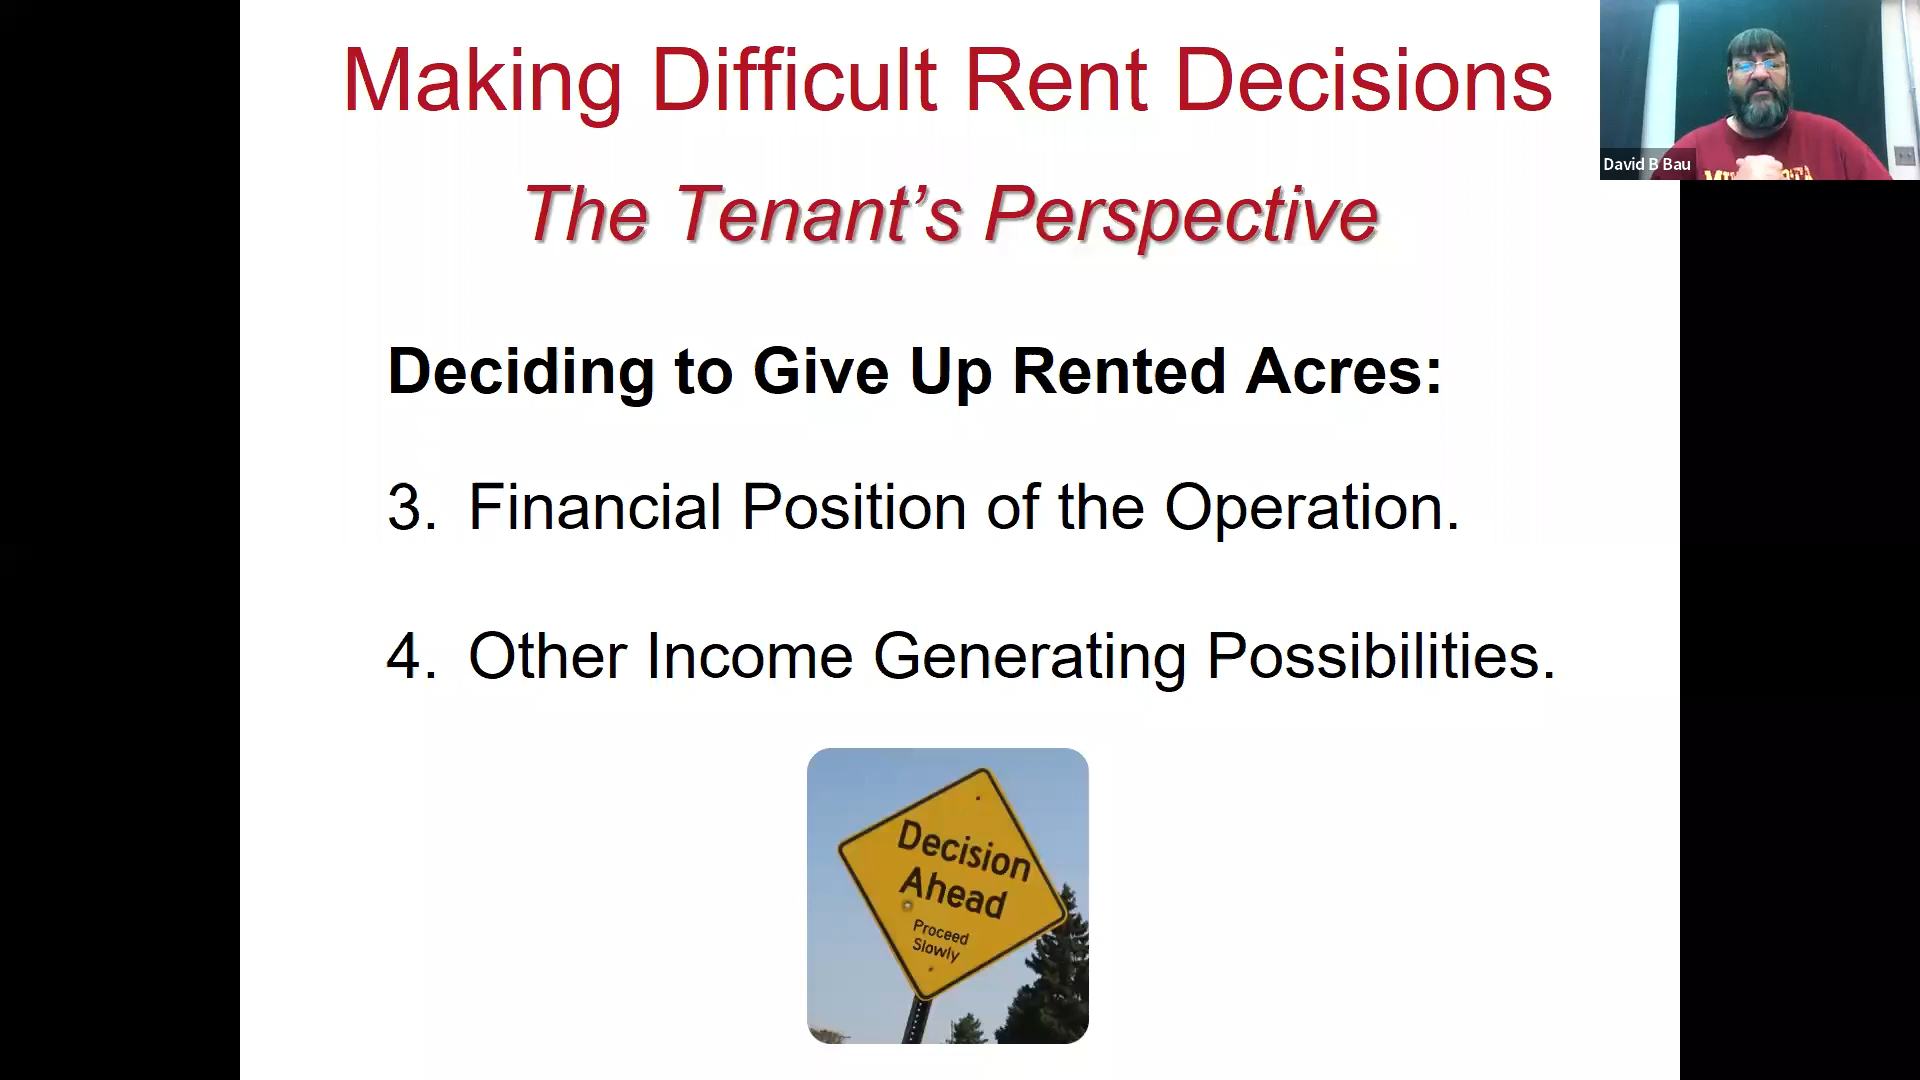 Making Difficult Rent Decisions
The Tenant’s Perspective
Deciding to Give Up Rented Acres:
3. Financial Position of the Operation.
4. Other Income Generating Possibilities.
Decision
Ahead
Proceed
Slowly
David B Bau